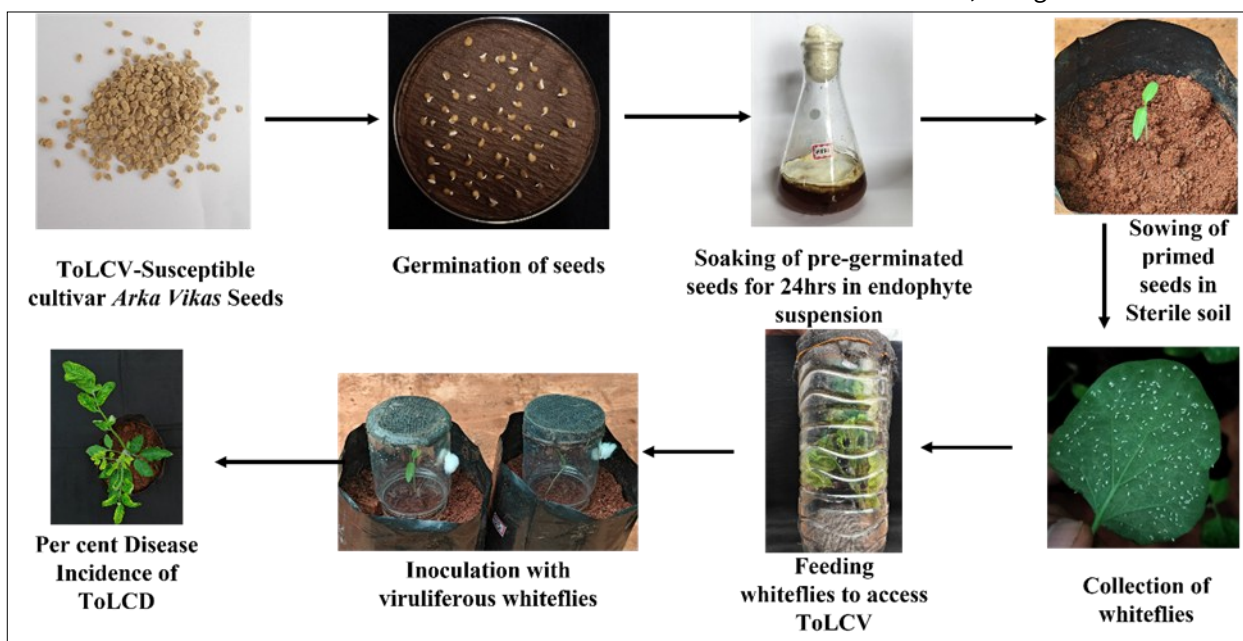 ToLCV-Susceptible
cultivar Arka Vikas Seeds
Germination of seeds
Soaking of pre-germinated
seeds for 24hrs in endophyte
suspension
Sowing of
primed
seeds in
Sterile soil
Collection of
whiteflies
Feeding
whiteflies to access
ToLCV
Inoculation with
viruliferous whiteflies
Per cent Disease
Incidence of
ToLCD